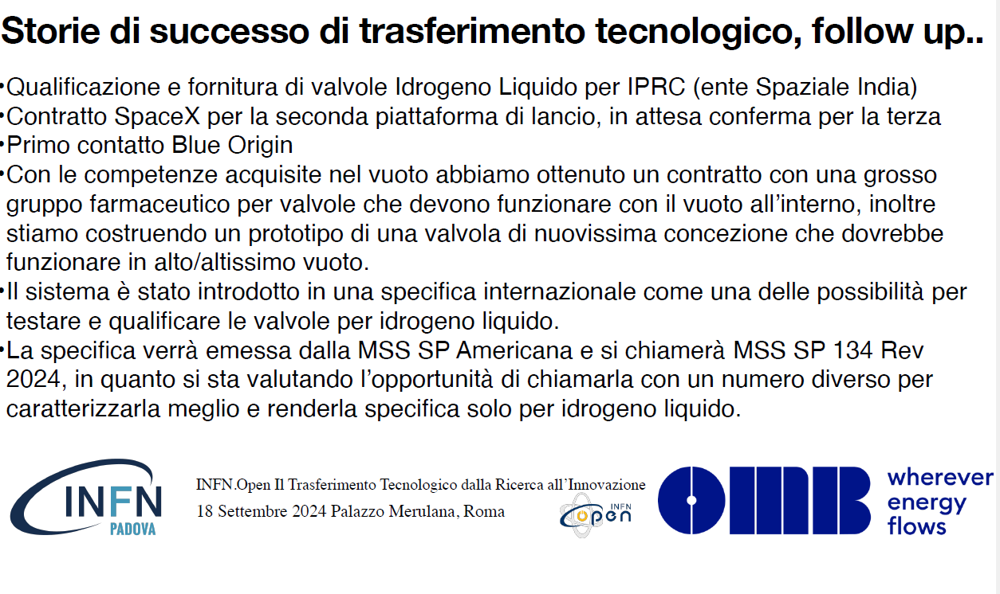 Storie di successo di trasferimento tecnologico, follow up..
•Qualificazione e fornitura di valvole Idrogeno Liquido per IPRC (ente Spaziale India)
•Contratto SpaceX per la seconda piattaforma di lancio, in attesa conferma per la terza
•Primo contatto Blue Origin
•Con le competenze acquisite nel vuoto abbiamo ottenuto un contratto con una grosso
gruppo farmaceutico per valvole che devono funzionare con il vuoto all’interno, inoltre
stiamo costruendo un prototipo di una valvola di nuovissima concezione che dovrebbe
funzionare in alto/altissimo vuoto.
•Il sistema è stato introdotto in una specifica internazionale come una delle possibilità per
testare e qualificare le valvole per idrogeno liquido.
•La specifica verrà emessa dalla MSS SP Americana e si chiamerà MSS SP 134 Rev
2024, in quanto si sta valutando l’opportunità di chiamarla con un numero diverso per
caratterizzarla meglio e renderla specifica solo per idrogeno liquido.
INFN
PADOVA
INFN.Open Il Trasferimento Tecnologico dalla Ricerca all’Innovazione
18 Settembre 2024 Palazzo Merulana, Roma
INFN
open
OMB
wherever
energy
flows